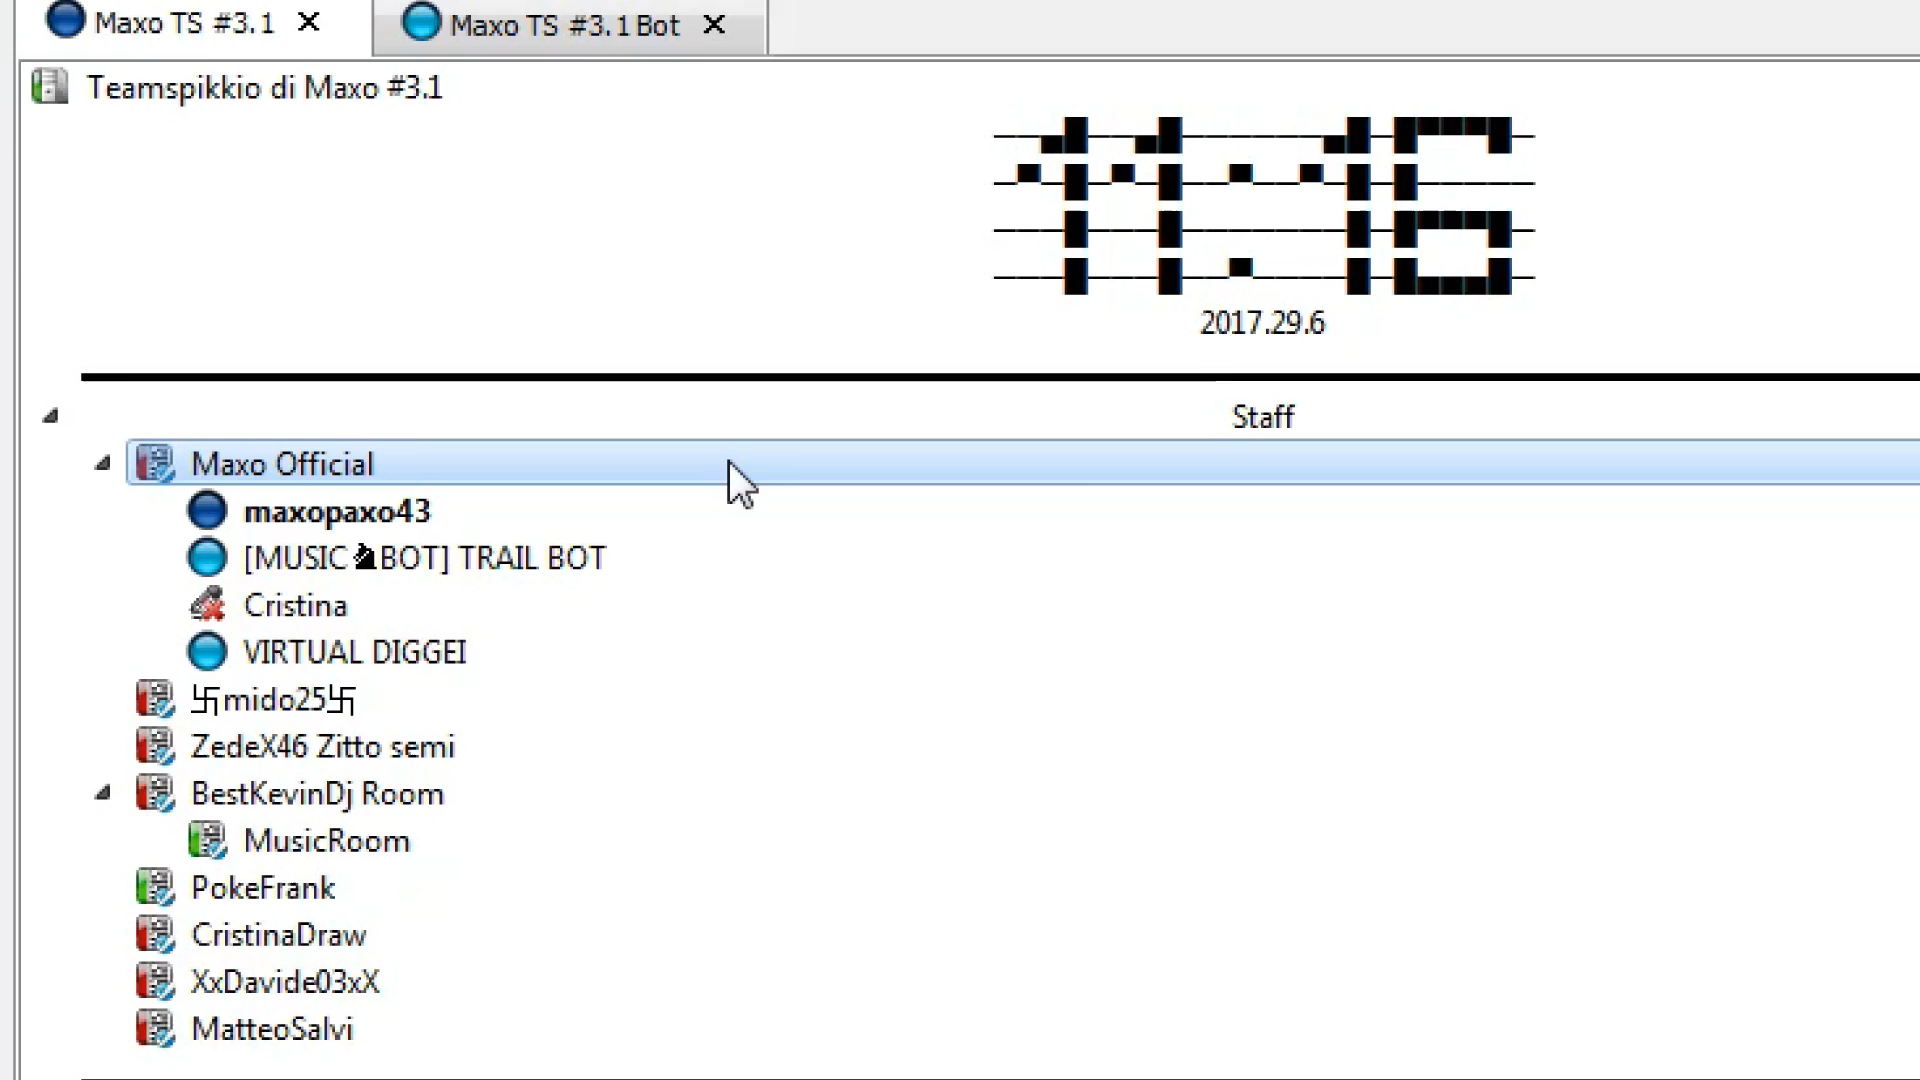 Maxo TS #3.1
Maxo TS #3.1 Bot
Teamspikkio di Maxo #3.1
11:16
2017.29.6
Staff
Maxo Official
maxopaxo43
[MUSIC♞BOT] TRAIL BOT
Cristina
VIRTUAL DIGGEI
卐mido25卐
ZedeX46 Zitto semi
BestKevinDj Room
MusicRoom
PokeFrank
CristinaDraw
XxDavide03xX
MatteoSalvi